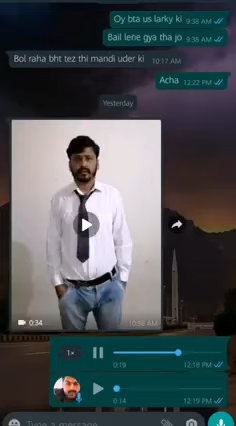 Oy bta us larky ki 9:38 AM
Bail lene gya tha jo 9:38 AM
Bol raha bht tez thi mandi uder ki 10:17 AM
Acha 12:22 PM
Yesterday
0:34 10:58 AM
1×
0:19 12:19 PM
0:14 12:19 PM
Type a message